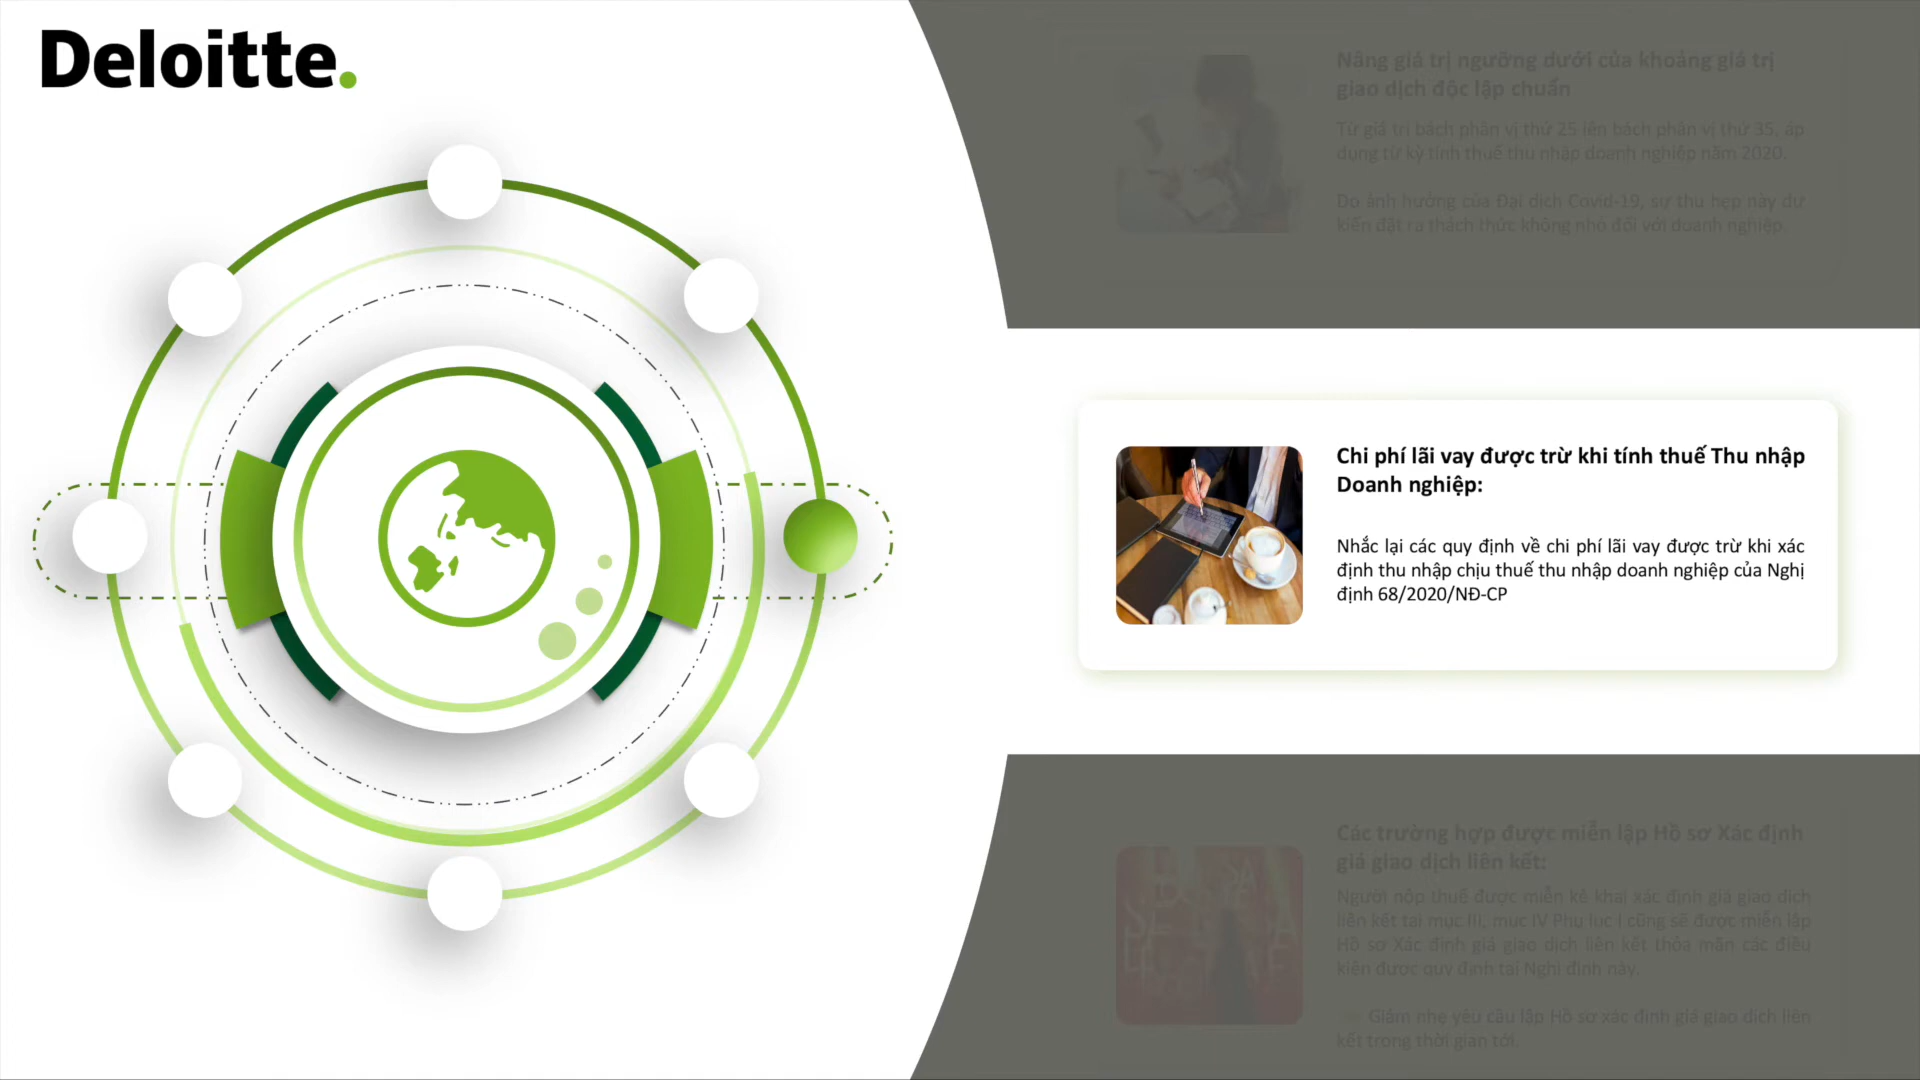 Deloitte.
Nâng giá trị ngưỡng dưới của khoảng giá trị
giao dịch độc lập chuẩn
Từ giá trị bách phân vị thứ 25 lên bách phân vị thứ 35, áp
dụng từ kỳ tính thuế thu nhập doanh nghiệp năm 2020.
Do ảnh hưởng của Đại dịch Covid-19, sự thu hẹp này dự
kiến đặt ra thách thức không nhỏ đối với doanh nghiệp.
Chi phí lãi vay được trừ khi tính thuế Thu nhập
Doanh nghiệp:
Nhắc lại các quy định về chi phí lãi vay được trừ khi xác
định thu nhập chịu thuế thu nhập doanh nghiệp của Nghị
định 68/2020/NĐ-CP
Các trường hợp được miễn lập Hồ sơ Xác định
giá giao dịch liên kết:
Người nộp thuế được miễn kê khai xác định giá giao dịch
liên kết tại mục III, mục IV Phụ lục I cũng sẽ được miễn lập
Hồ sơ Xác định giá giao dịch liên kết thỏa mãn các điều
kiện được quy định tại Nghị định này.
Giảm nhẹ yêu cầu lập Hồ sơ xác định giá giao dịch liên
kết trong thời gian tới.